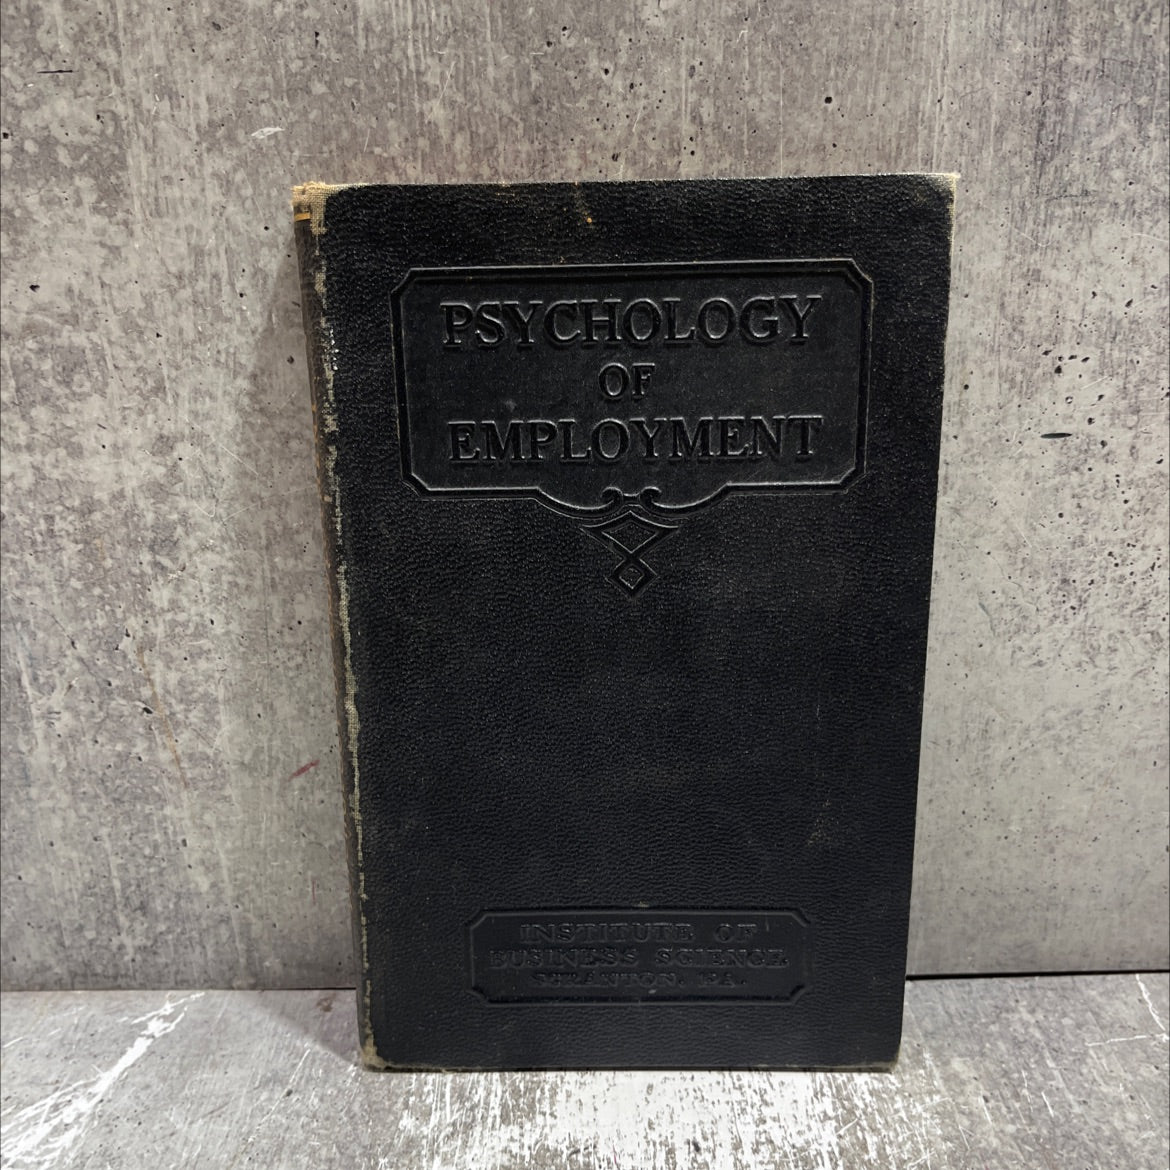 PSYCHOLOGY
OF
EMPLOYMENT
INSTITUTE OF
BUSINESS SCIENCE
SCRANTON, PA.